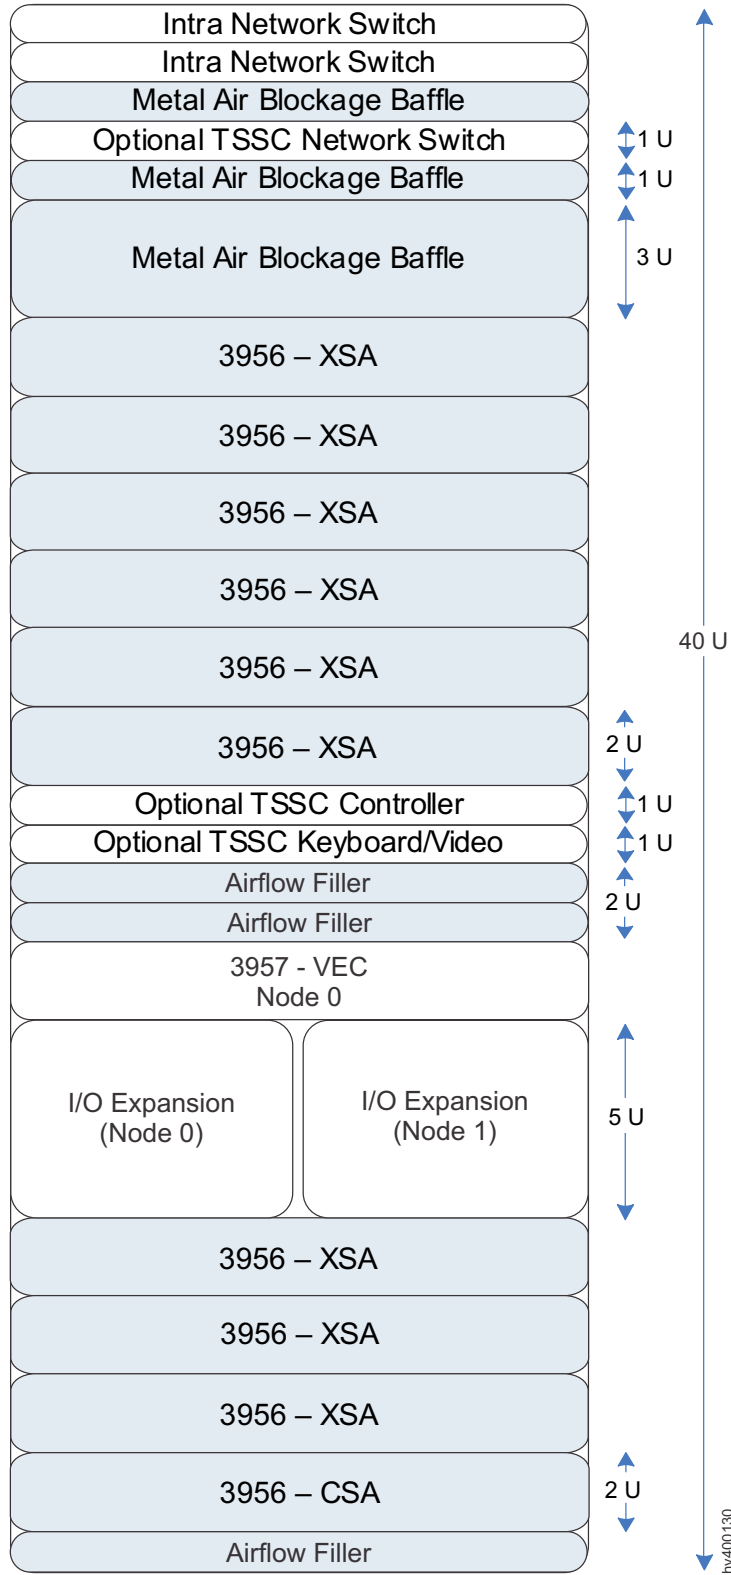 Intra Network Switch
Intra Network Switch
Metal Air Blockage Baffle
Optional TSSC Network Switch
1 U
Metal Air Blockage Baffle
1 U
Metal Air Blockage Baffle
3 U
3956 – XSA
3956 – XSA
3956 – XSA
3956 – XSA
40 U
3956 – XSA
3956 – XSA
2 U
Optional TSSC Controller
1 U
Optional TSSC Keyboard/Video
1 U
Airflow Filler
2 U
Airflow Filler
3957 - VEC
Node 0
I/O Expansion
(Node 0)
I/O Expansion
(Node 1)
5 U
3956 – XSA
3956 – XSA
3956 – XSA
3956 – CSA
2 U
Airflow Filler
hv400130